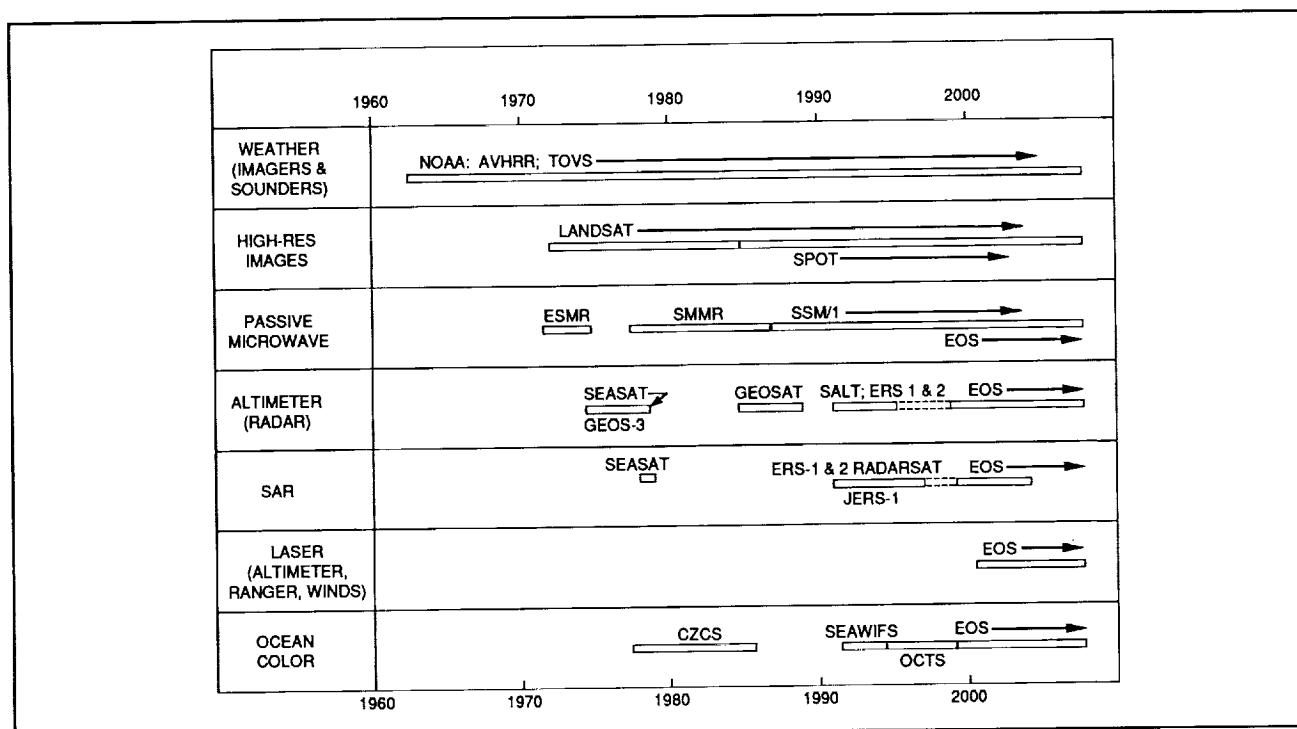 1960 1970 1980 1990 2000
WEATHER
(IMAGERS &
SOUNDERS)
NOAA: AVHRR; TOVS
HIGH-RES
IMAGES
LANDSAT
SPOT
PASSIVE
MICROWAVE
ESMR SMMR SSM/1
EOS
ALTIMETER
(RADAR)
SEASAT GEOSAT SALT; ERS 1 & 2 EOS
GEOS-3
SAR
SEASAT ERS-1 & 2 RADARSAT EOS
JERS-1
LASER
(ALTIMETER,
RANGER, WINDS)
EOS
OCEAN
COLOR
CZCS SEAWIFS EOS
OCTS
1960 1970 1980 1990 2000